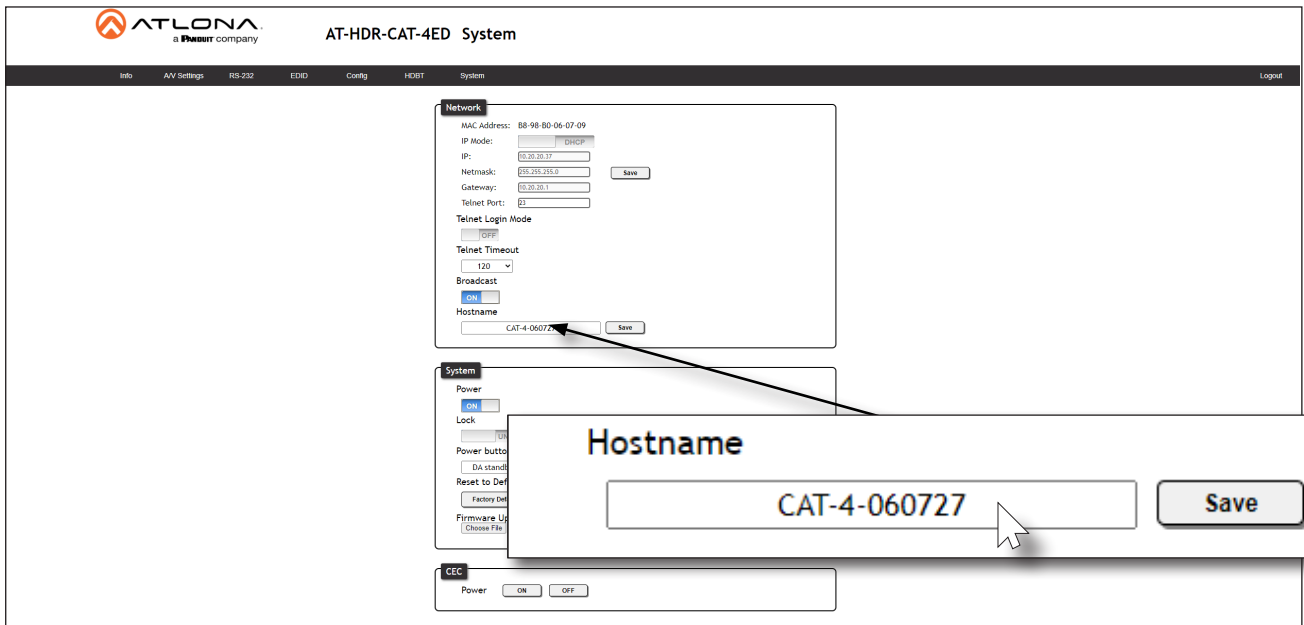 ATLONA.
a PANDUIT company
AT-HDR-CAT-4ED System
Info A/V Settings RS-232 EDID Config HDBT System Logout
Network
MAC Address: B8-98-B0-06-07-09
IP Mode: DHCP
IP: 10.20.20.37
Netmask: 255.255.255.0 Save
Gateway: 10.20.20.1
Telnet Port: 23
Telnet Login Mode
OFF
Telnet Timeout
120
Broadcast
ON
Hostname
CAT-4-060727 Save
System
Power
ON
Lock
UN
Power butto
DA standb
Reset to Def
Factory Def
Firmware Up
Choose File
Hostname
CAT-4-060727 Save
CEC
Power ON OFF